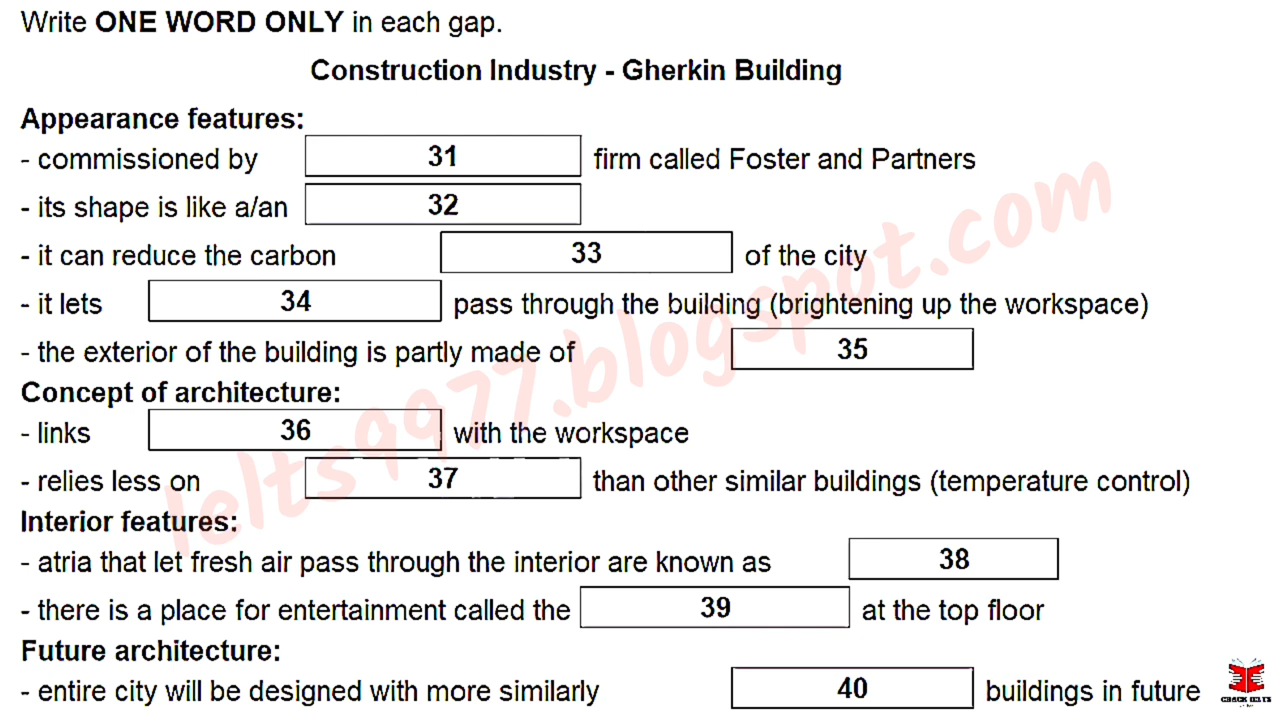 Write ONE WORD ONLY in each gap.
Construction Industry - Gherkin Building
Appearance features:
- commissioned by 31 firm called Foster and Partners
- its shape is like a/an 32
- it can reduce the carbon 33 of the city
- it lets 34 pass through the building (brightening up the workspace)
- the exterior of the building is partly made of 35
Concept of architecture:
- links 36 with the workspace
- relies less on 37 than other similar buildings (temperature control)
Interior features:
- atria that let fresh air pass through the interior are known as 38
- there is a place for entertainment called the 39 at the top floor
Future architecture:
- entire city will be designed with more similarly 40 buildings in future
Ielts9977.blogspot.com
CRACK IELTS